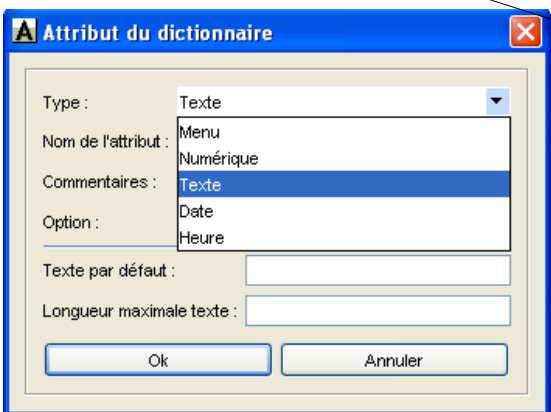 A Attribut du dictionnaire
Type : Texte
Nom de l'attribut : Menu
Numérique
Commentaires : Texte
Date
Option :
Heure
Texte par défaut :
Longueur maximale texte :
Ok Annuler